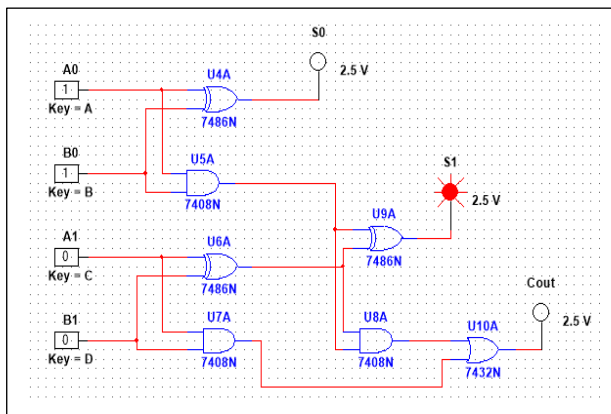 S0
2.5 V
A0
1
Key = A
U4A
7486N
B0
1
Key = B
U5A
7408N
S1
2.5 V
U9A
7486N
A1
0
Key = C
U6A
7486N
B1
0
Key = D
U7A
7408N
U8A
7408N
U10A
7432N
Cout
2.5 V